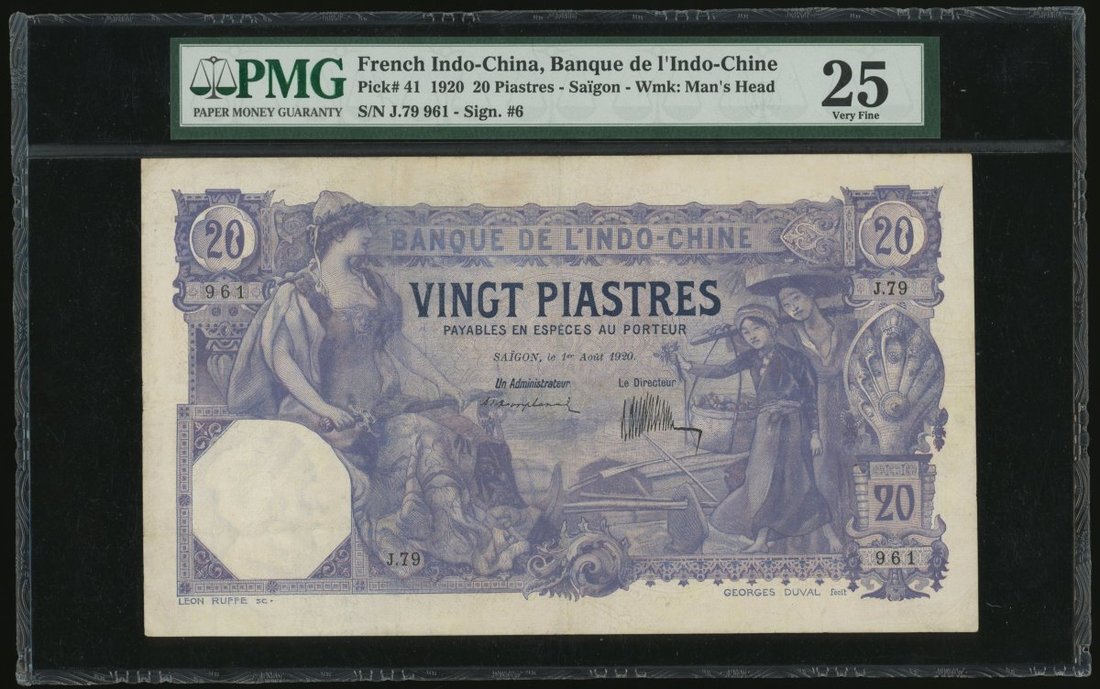 PMG
PAPER MONEY GUARANTY
French Indo-China, Banque de l'Indo-Chine
Pick# 41 1920 20 Piastres - Saïgon - Wmk: Man's Head
S/N J.79 961 - Sign. #6
25
Very Fine
20
BANQUE DE L'INDO-CHINE
20
961
VINGT PIASTRES
J.79
PAYABLES EN ESPÈCES AU PORTEUR
SAÏGON, le 1er Août 1920.
Un Administrateur
Le Directeur
20
J.79
961
LEON RUFFE SC.
GEORGES DUVAL fecit